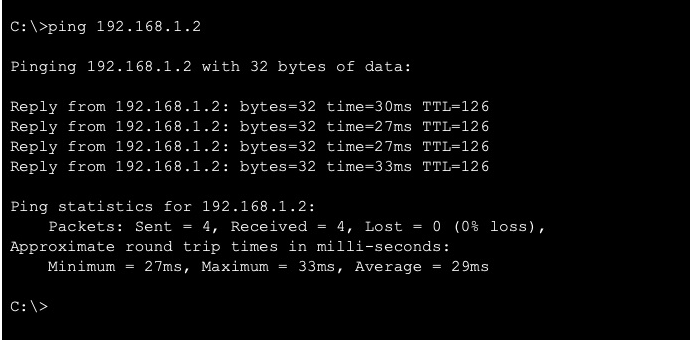 C:\>ping 192.168.1.2
Pinging 192.168.1.2 with 32 bytes of data:
Reply from 192.168.1.2: bytes=32 time=30ms TTL=126
Reply from 192.168.1.2: bytes=32 time=27ms TTL=126
Reply from 192.168.1.2: bytes=32 time=27ms TTL=126
Reply from 192.168.1.2: bytes=32 time=33ms TTL=126
Ping statistics for 192.168.1.2:
Packets: Sent = 4, Received = 4, Lost = 0 (0% loss),
Approximate round trip times in milli-seconds:
Minimum = 27ms, Maximum = 33ms, Average = 29ms
C:\>